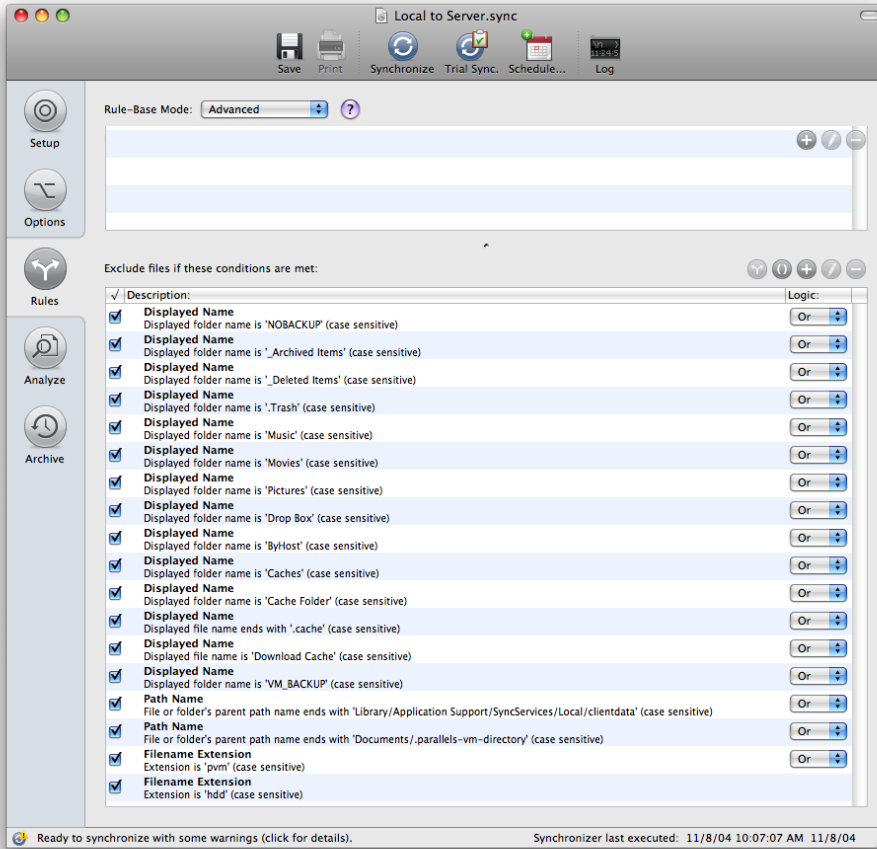 Local to Server.sync
Save Print Synchronize Trial Sync. Schedule... Log
Rule-Base Mode: Advanced ?
Setup
Options
Rules
Analyze
Archive
Exclude files if these conditions are met:
√ Description: Logic:
Displayed Name Or
Displayed folder name is 'NOBACKUP' (case sensitive)
Displayed Name Or
Displayed folder name is '_Archived Items' (case sensitive)
Displayed Name Or
Displayed folder name is '_Deleted Items' (case sensitive)
Displayed Name Or
Displayed folder name is '.Trash' (case sensitive)
Displayed Name Or
Displayed folder name is 'Music' (case sensitive)
Displayed Name Or
Displayed folder name is 'Movies' (case sensitive)
Displayed Name Or
Displayed folder name is 'Pictures' (case sensitive)
Displayed Name Or
Displayed folder name is 'Drop Box' (case sensitive)
Displayed Name Or
Displayed folder name is 'ByHost' (case sensitive)
Displayed Name Or
Displayed folder name is 'Caches' (case sensitive)
Displayed Name Or
Displayed folder name is 'Cache Folder' (case sensitive)
Displayed Name Or
Displayed file name ends with '.cache' (case sensitive)
Displayed Name Or
Displayed file name is 'Download Cache' (case sensitive)
Displayed Name Or
Displayed folder name is 'VM_BACKUP' (case sensitive)
Path Name Or
File or folder's parent path name ends with 'Library/Application Support/SyncServices/Local/clientdata' (case sensitive)
Path Name Or
File or folder's parent path name ends with 'Documents/.parallels-vm-directory' (case sensitive)
Filename Extension Or
Extension is 'pvm' (case sensitive)
Filename Extension
Extension is 'hdd' (case sensitive)
Ready to synchronize with some warnings (click for details). Synchronizer last executed: 11/8/04 10:07:07 AM 11/8/04